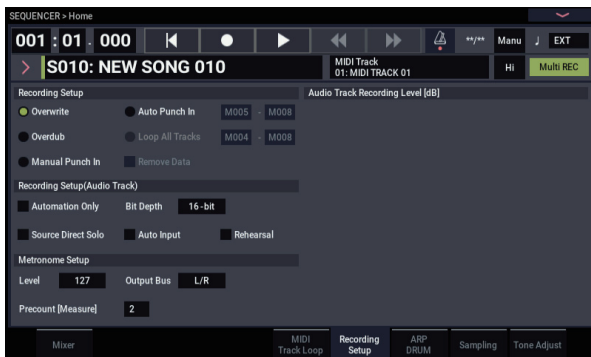 SEQUENCER > Home
001 : 01 . 000 **/** Manu ♩ EXT
S010: NEW SONG 010
MIDI Track
01: MIDI TRACK 01
Hi
Multi REC
Recording Setup
Audio Track Recording Level [dB]
Overwrite Auto Punch In M005 - M008
Overdub Loop All Tracks M004 - M008
Manual Punch In Remove Data
Recording Setup(Audio Track)
Automation Only Bit Depth 16-bit
Source Direct Solo Auto Input Rehearsal
Metronome Setup
Level 127 Output Bus L/R
Precount [Measure] 2
Mixer
MIDI
Track Loop
Recording
Setup
ARP
DRUM
Sampling
Tone Adjust